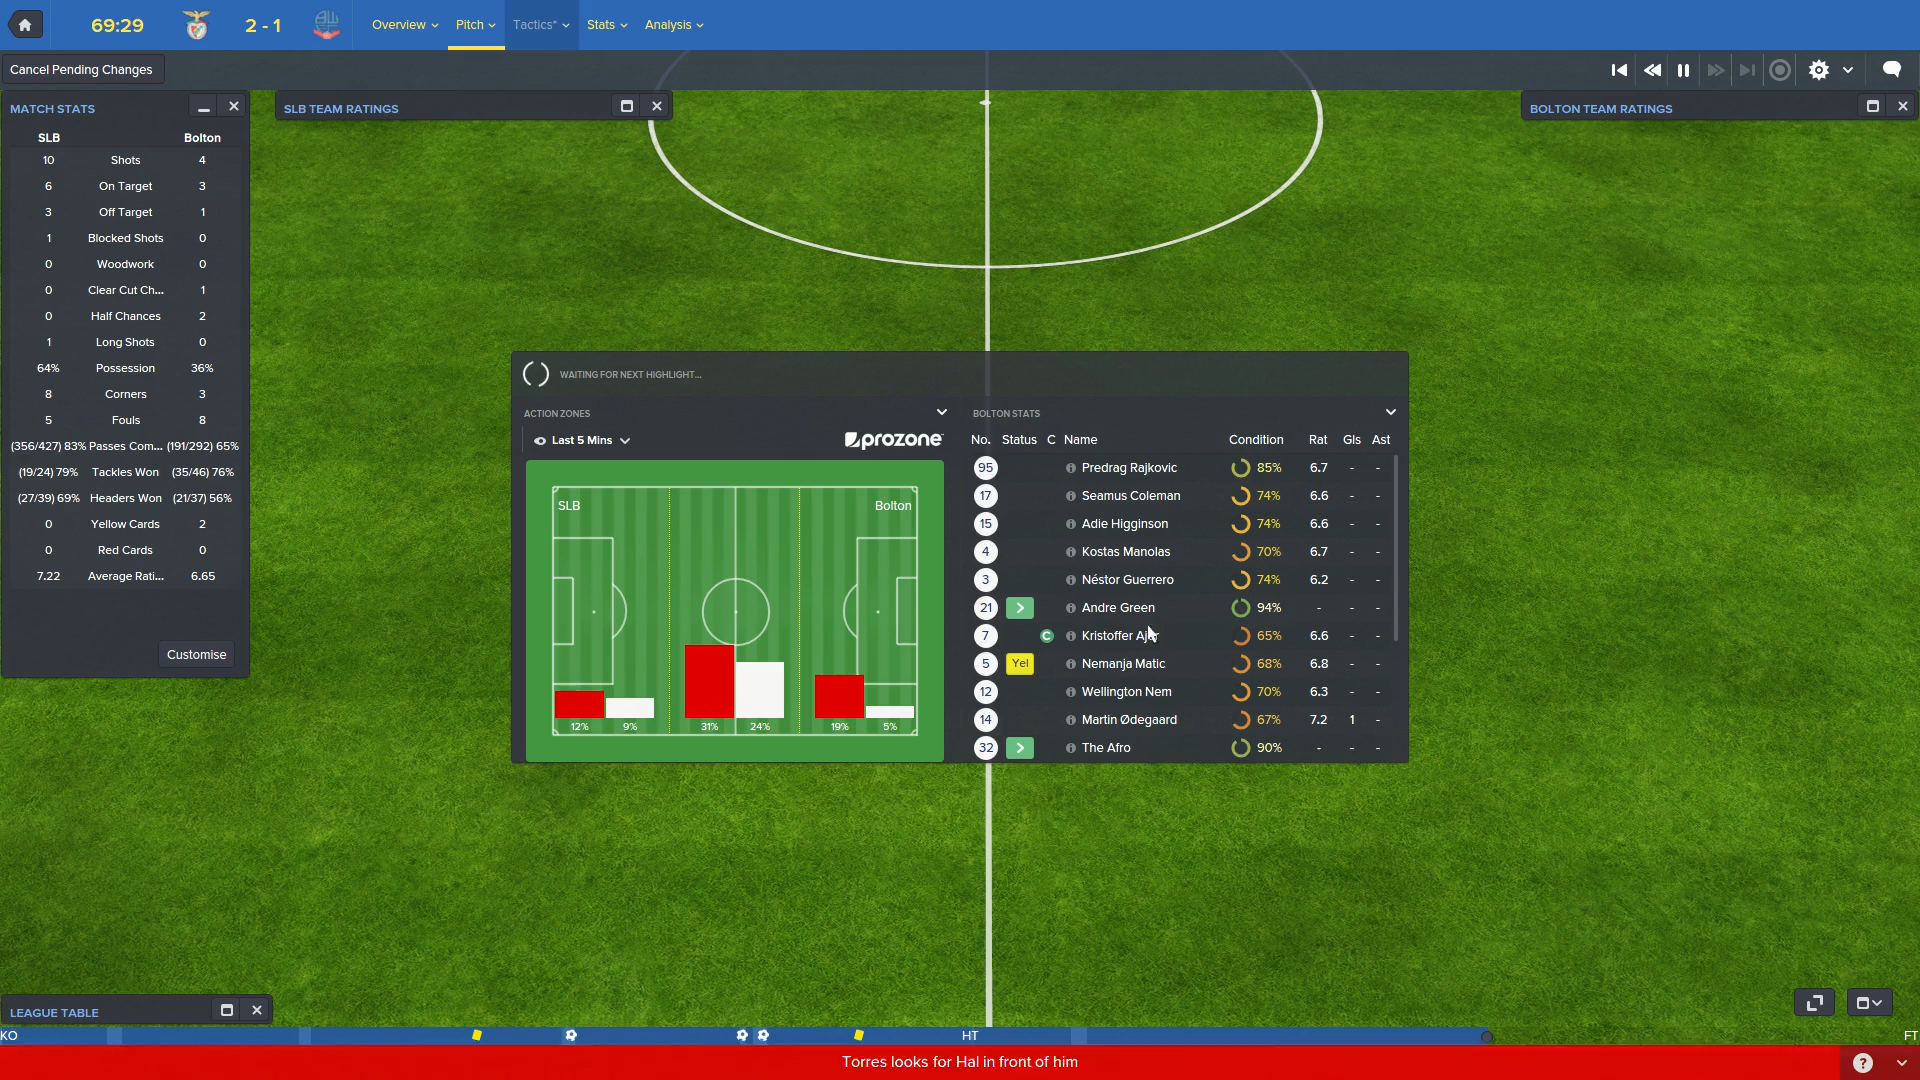 69:29 2 - 1 Overview Pitch Tactics* Stats Analysis
Cancel Pending Changes
MATCH STATS
SLB Bolton
10 Shots 4
6 On Target 3
3 Off Target 1
1 Blocked Shots 0
0 Woodwork 0
0 Clear Cut Ch... 1
0 Half Chances 2
1 Long Shots 0
64% Possession 36%
8 Corners 3
5 Fouls 8
(356/427) 83% Passes Com... (191/292) 65%
(19/24) 79% Tackles Won (35/46) 76%
(27/39) 69% Headers Won (21/37) 56%
0 Yellow Cards 2
0 Red Cards 0
7.22 Average Rati... 6.65
Customise
SLB TEAM RATINGS
BOLTON TEAM RATINGS
WAITING FOR NEXT HIGHLIGHT...
ACTION ZONES
Last 5 Mins
prozone
SLB Bolton
12% 9% 31% 24% 19% 5%
BOLTON STATS
No. Status C Name Condition Rat Gls Ast
95 Predrag Rajkovic 85% 6.7 - -
17 Seamus Coleman 74% 6.6 - -
15 Adie Higginson 74% 6.6 - -
4 Kostas Manolas 70% 6.7 - -
3 Néstor Guerrero 74% 6.2 - -
21 Andre Green 94% - - -
7 C Kristoffer 65% 6.6 - -
5 Yel Nemanja Matic 68% 6.8 - -
12 Wellington Nem 70% 6.3 - -
14 Martin Ødegaard 67% 7.2 1 -
32 The Afro 90% - - -
LEAGUE TABLE
KO HT FT
Torres looks for Hal in front of him
?